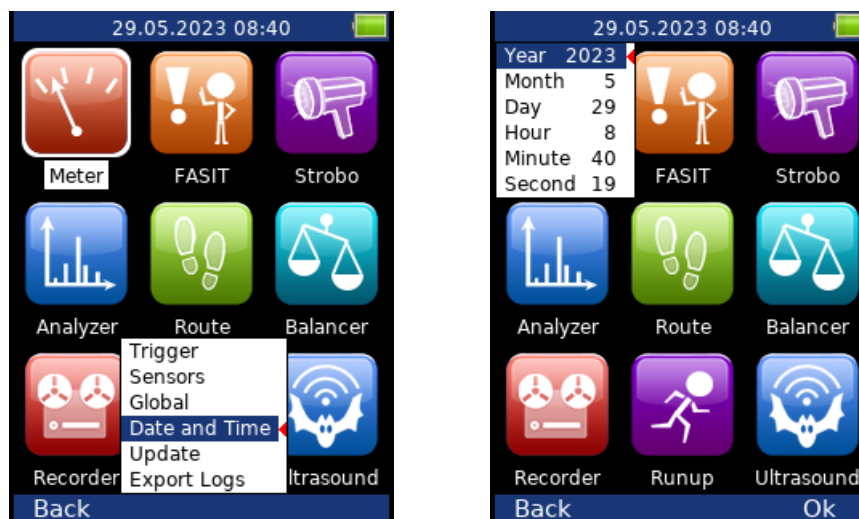 29.05.2023 08:40
Meter FASIT Strobo
Analyzer Route Balancer
Trigger
Sensors
Global
Date and Time
Update
Export Logs
Recorder ltrasound
Back
29.05.2023 08:40
Year 2023
Month 5
Day 29
Hour 8
Minute 40
Second 19
FASIT Strobo
Analyzer Route Balancer
Recorder Runup Ultrasound
Back Ok